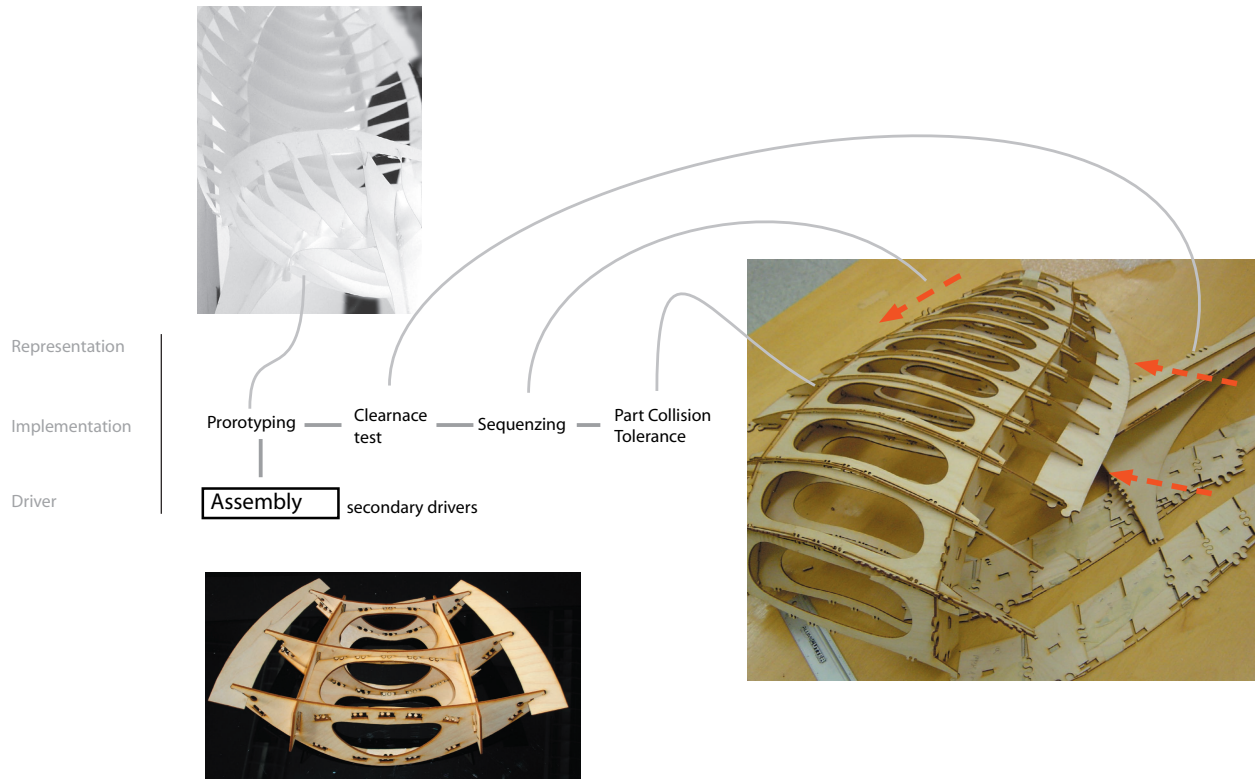 Representation
Implementation
Driver
Prorotyping
Clearnace
test
Sequenzing
Part Collision
Tolerance
Assembly
secondary drivers